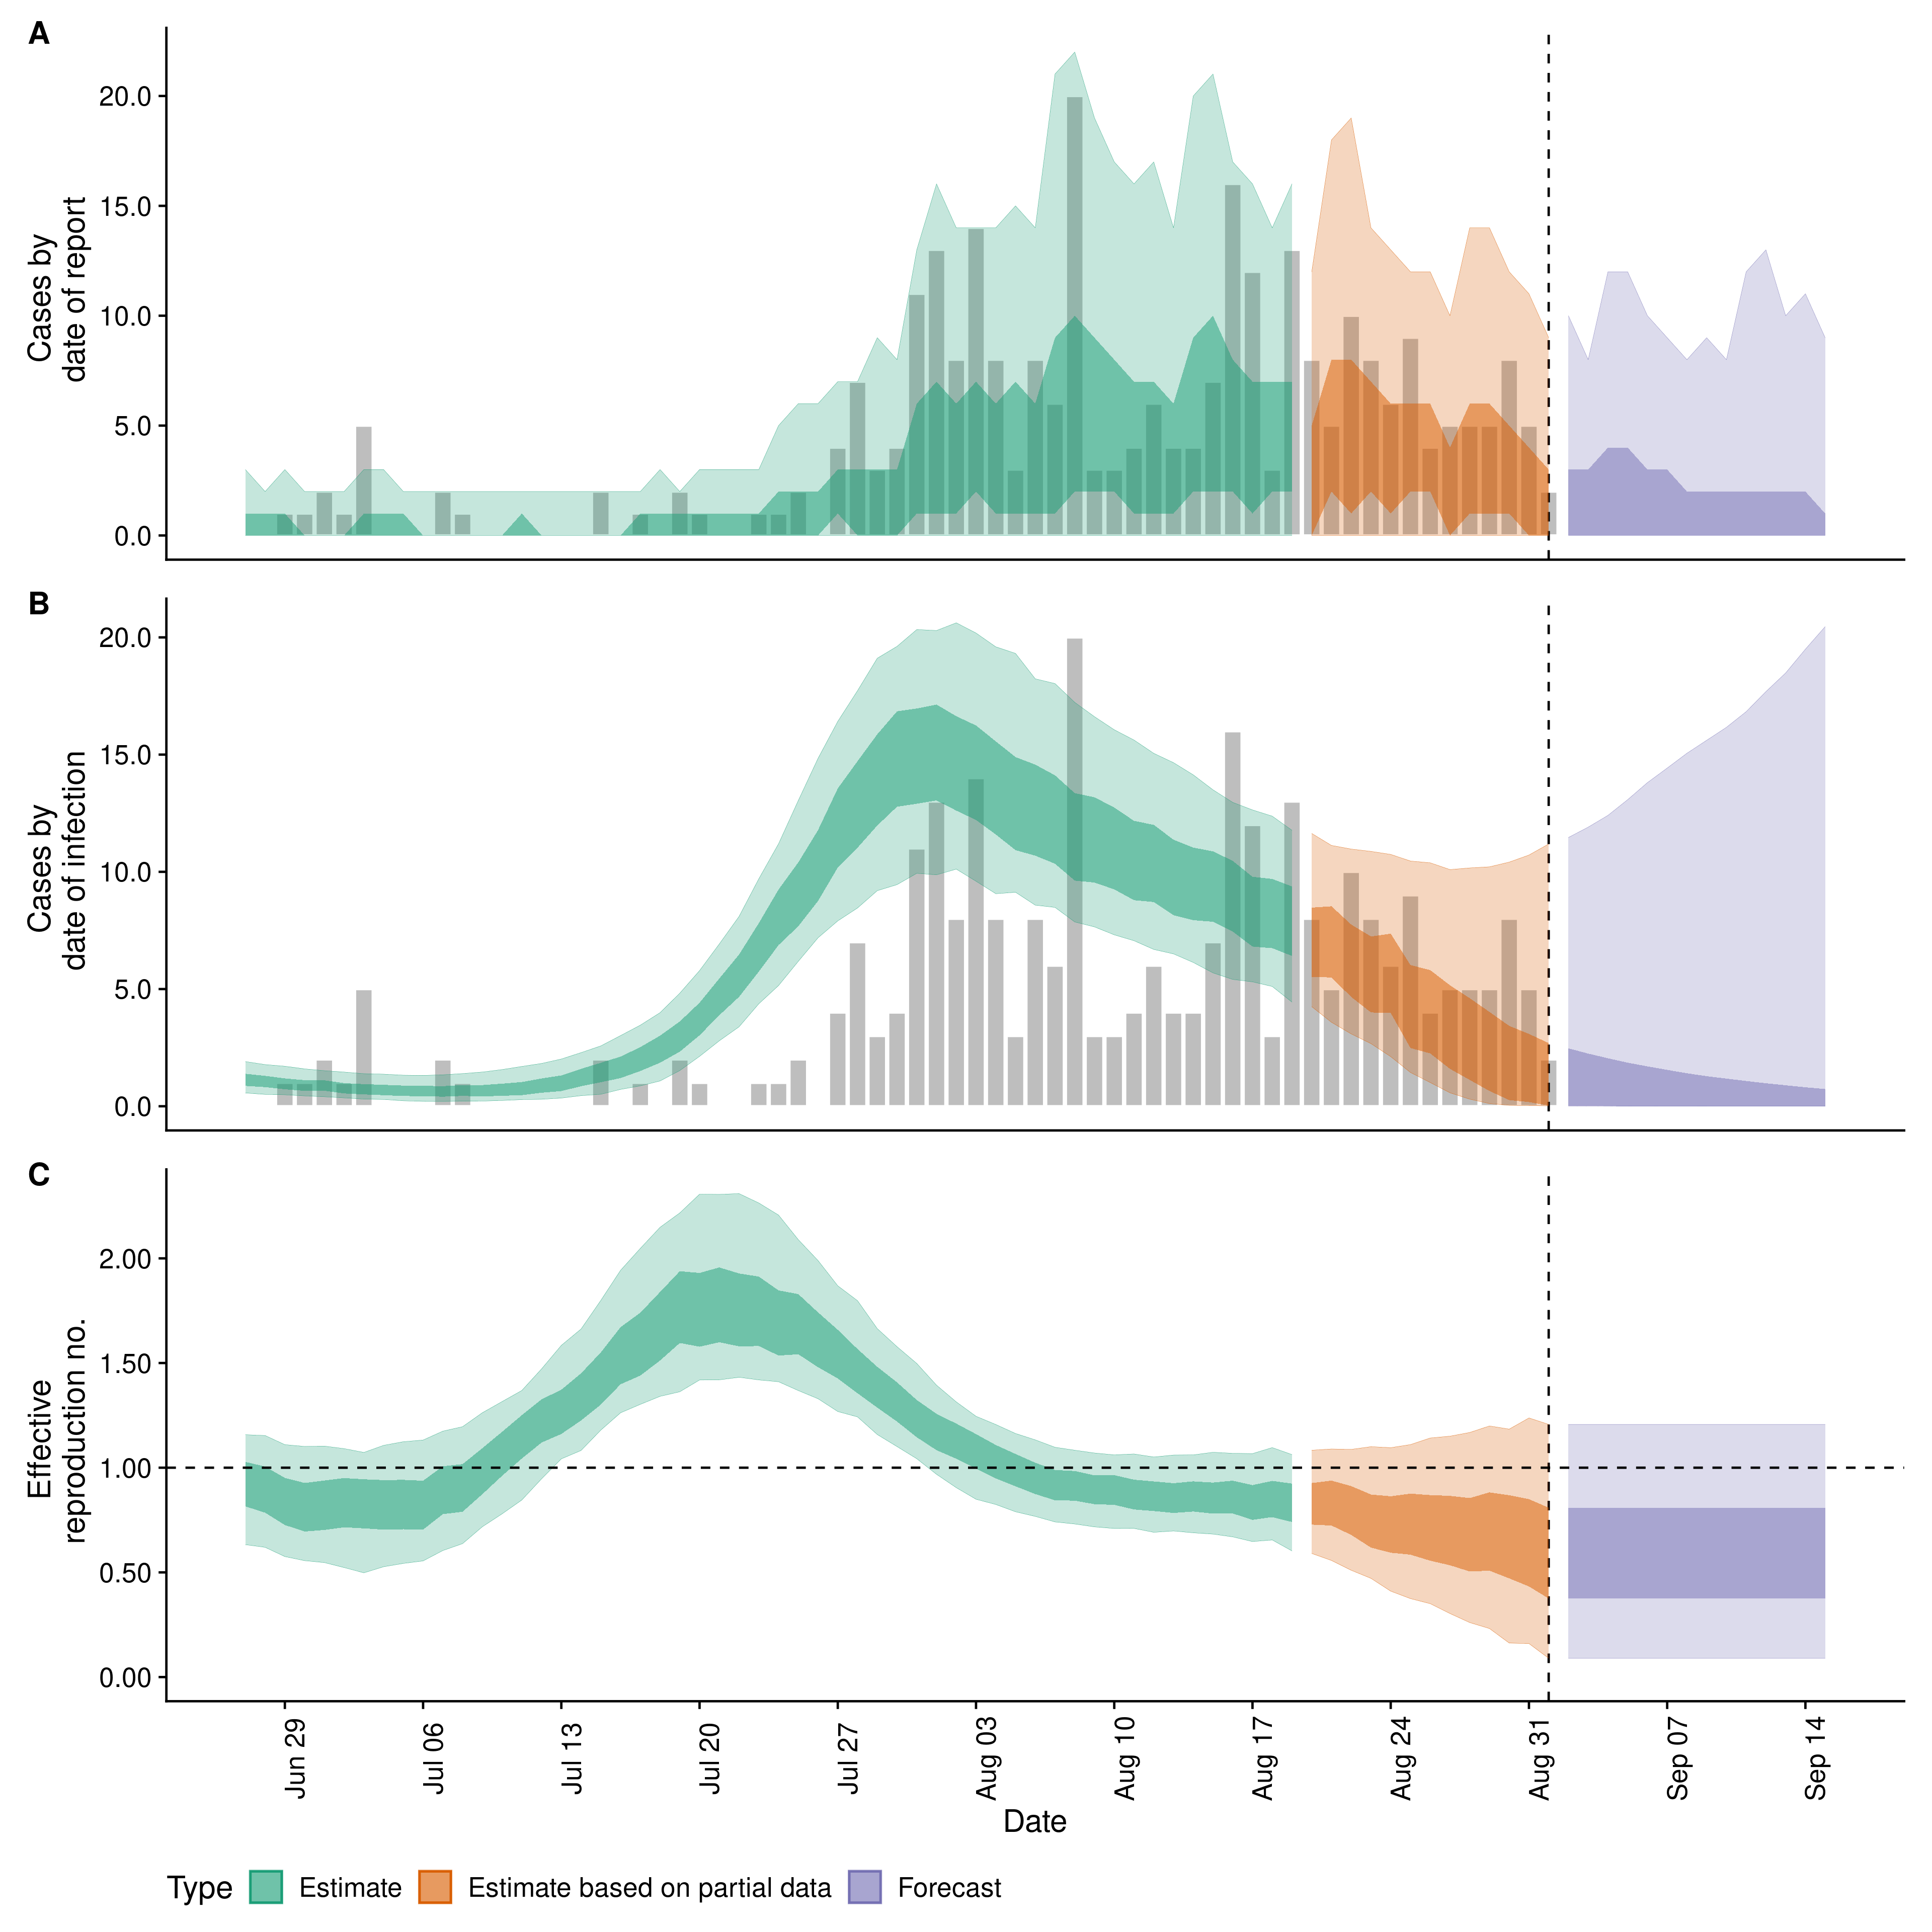 A
Cases by
date of report
20.0
15.0
10.0
5.0
0.0
B
Cases by
date of infection
20.0
15.0
10.0
5.0
0.0
C
Effective
reproduction no.
2.00
1.50
1.00
0.50
0.00
Jun 29
Jul 06
Jul 13
Jul 20
Jul 27
Aug 03
Aug 10
Aug 17
Aug 24
Aug 31
Sep 07
Sep 14
Date
Type Estimate Estimate based on partial data Forecast